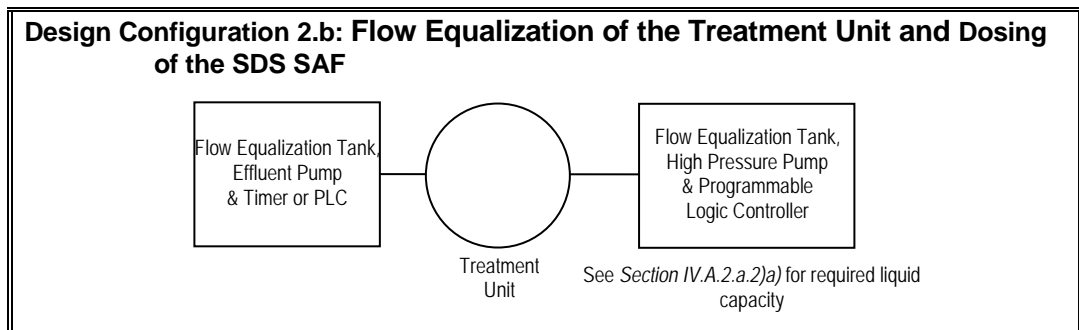 Design Configuration 2.b: Flow Equalization of the Treatment Unit and Dosing
of the SDS SAF
Flow Equalization Tank,
Effluent Pump
& Timer or PLC
Treatment
Unit
Flow Equalization Tank,
High Pressure Pump
& Programmable
Logic Controller
See Section IV.A.2.a.2)a) for required liquid
capacity